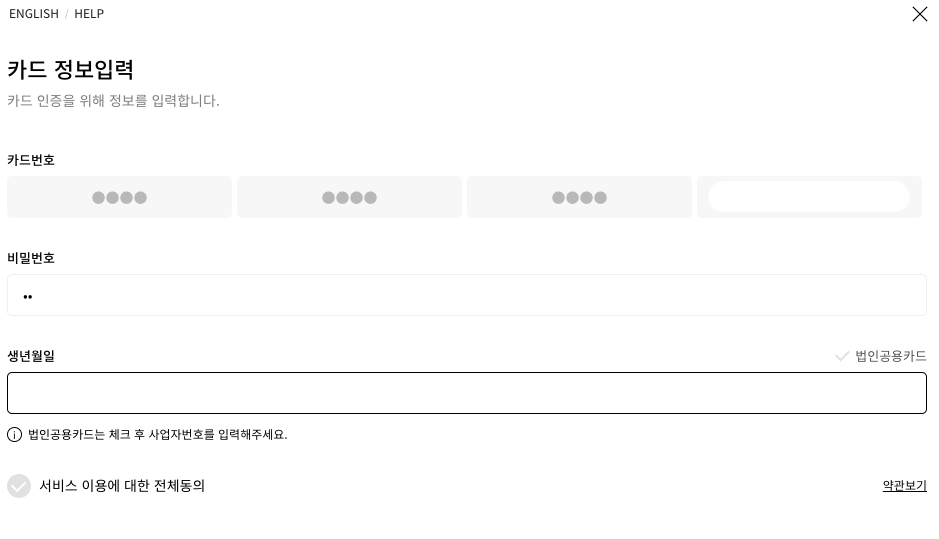 ENGLISH / HELP
카드 정보입력
카드 인증을 위해 정보를 입력합니다.
카드번호
●●●● ●●●● ●●●●
비밀번호
••
생년월일 법인공용카드
법인공용카드는 체크 후 사업자번호를 입력해주세요.
서비스 이용에 대한 전체동의 약관보기